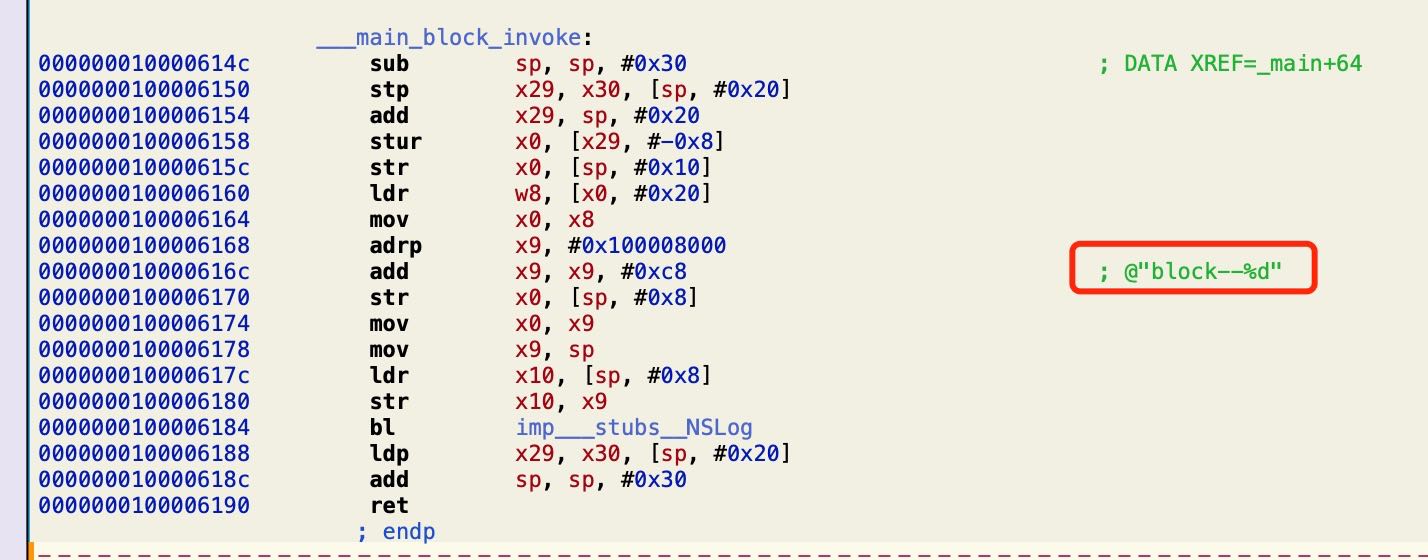 ___main_block_invoke:
000000010000614c sub sp, sp, #0x30 ; DATA XREF=_main+64
0000000100006150 stp x29, x30, [sp, #0x20]
0000000100006154 add x29, sp, #0x20
0000000100006158 stur x0, [x29, #-0x8]
000000010000615c str x0, [sp, #0x10]
0000000100006160 ldr w8, [x0, #0x20]
0000000100006164 mov x0, x8
0000000100006168 adrp x9, #0x100008000
000000010000616c add x9, x9, #0xc8 ; @"block--%d"
0000000100006170 str x0, [sp, #0x8]
0000000100006174 mov x0, x9
0000000100006178 mov x9, sp
000000010000617c ldr x10, [sp, #0x8]
0000000100006180 str x10, x9
0000000100006184 bl imp___stubs__NSLog
0000000100006188 ldp x29, x30, [sp, #0x20]
000000010000618c add sp, sp, #0x30
0000000100006190 ret
; endp